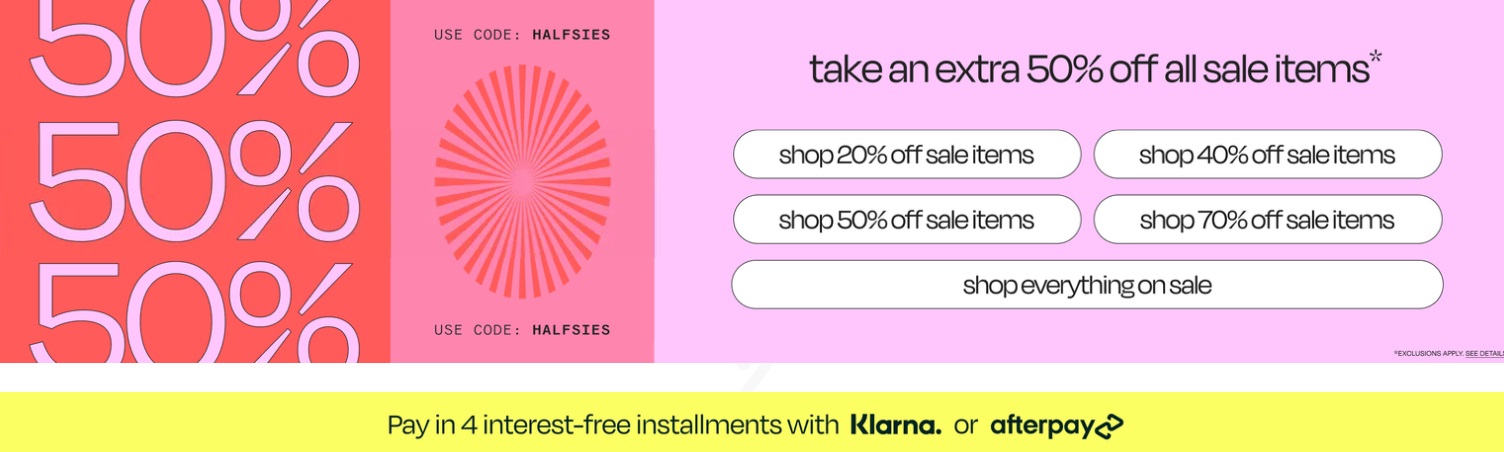 50%
50%
50%
USE CODE: HALFSIES
USE CODE: HALFSIES
take an extra 50% off all sale items*
shop 20% off sale items
shop 40% off sale items
shop 50% off sale items
shop 70% off sale items
shop everything on sale
*EXCLUSIONS APPLY. SEE DETAILS
Pay in 4 interest-free installments with Klarna. or afterpay